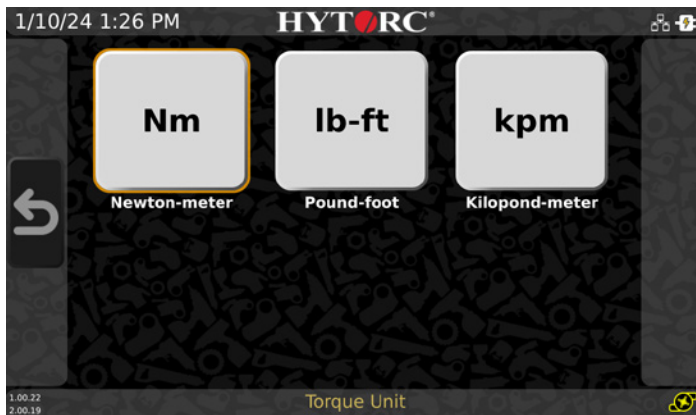 1/10/24 1:26 PM HYTORC®
Nm lb-ft kpm
Newton-meter Pound-foot Kilopond-meter
1.00.22
2.00.19
Torque Unit